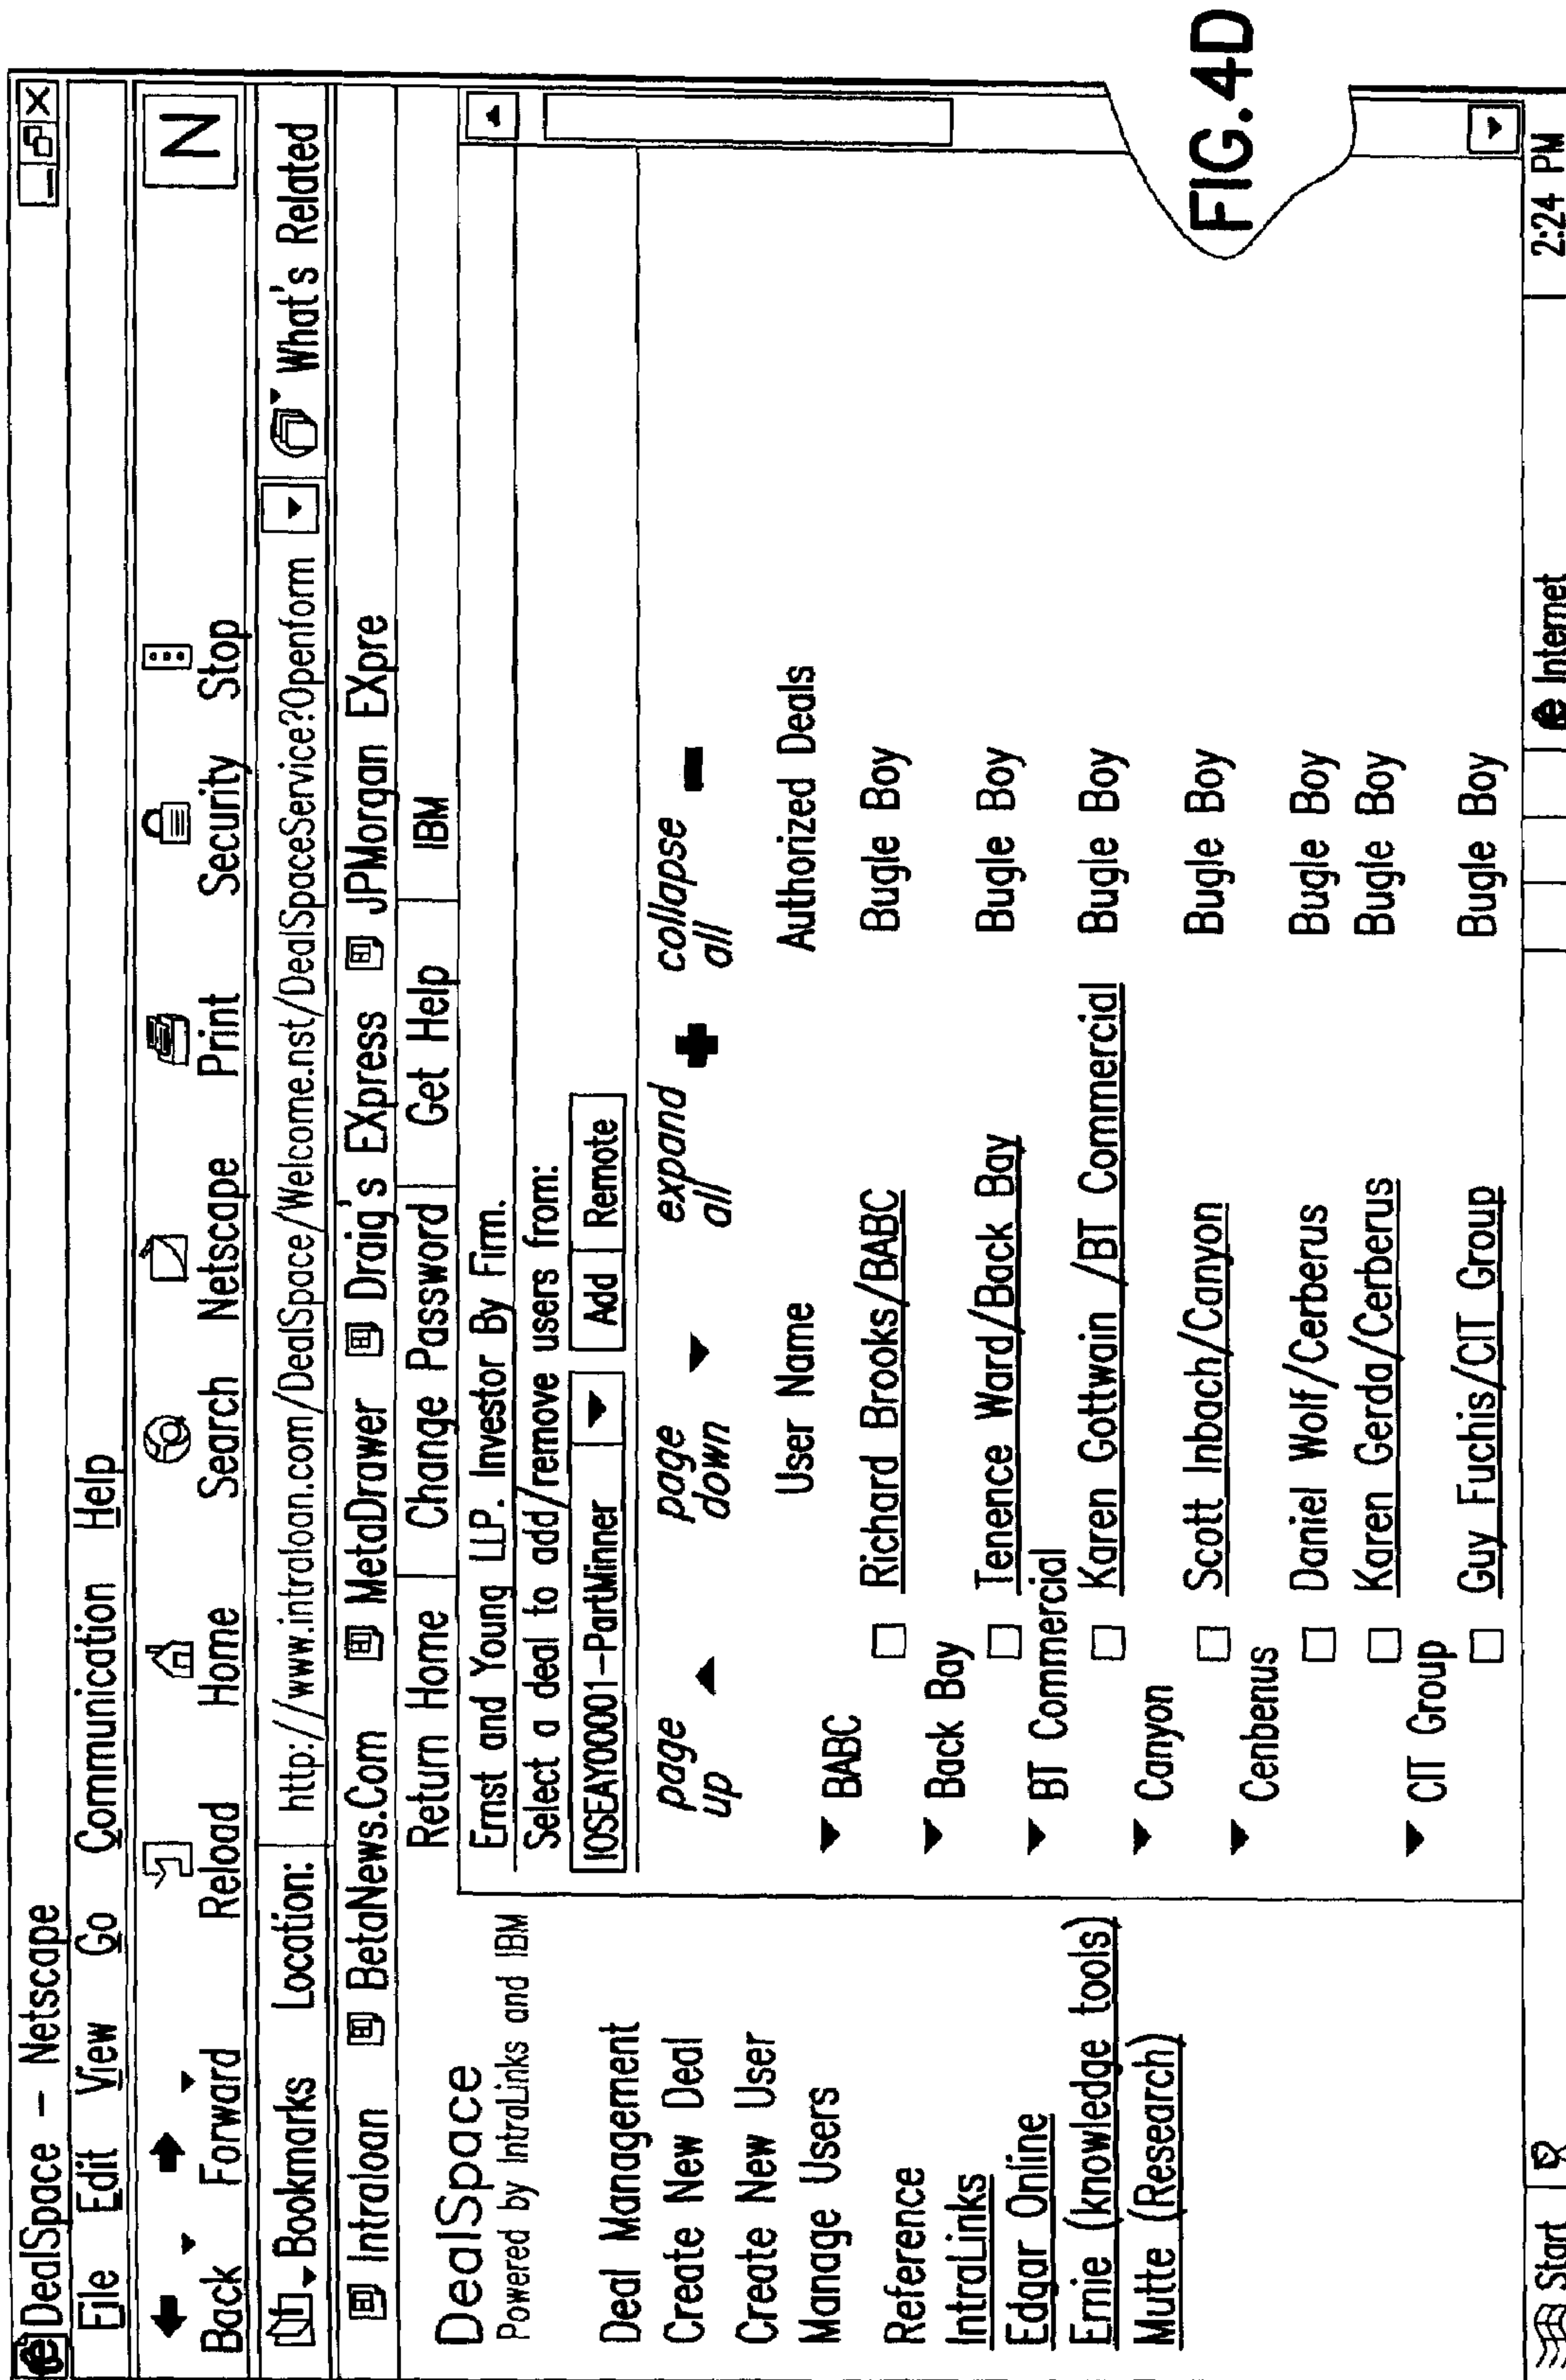 DealSpace – Netscape
File Edit View Go Communication Help
Back Forward Reload Home Search Netscape Print Security Stop
N
Bookmarks Location: http://www.intraloan.com/DealSpace/Welcome.nst/DealSpaceService?Openform What's Related
Intraloan BetaNews.Com MetaDrawer Draig's EXpress JPMorgan EXpre
Return Home Change Password Get Help IBM
DealSpace
Powered by IntraLinks and IBM
Deal Management
Create New Deal
Create New User
Manage Users
Reference
IntraLinks
Edgar Online
Ernie (knowledge tools)
Mutte (Research)
Ernst and Young LLP. Investor By Firm.
Select a deal to add/remove users from:
IOSEAY00001–PartMinner Add Remote
page up page down expand all collapse all
User Name Authorized Deals
BABC
Richard Brooks/BABC Bugle Boy
Back Bay
Tenence Ward/Back Bay Bugle Boy
BT Commercial
Karen Gottwain /BT Commercial Bugle Boy
Canyon
Scott Inbach/Canyon Bugle Boy
Cenbenus
Daniel Wolf/Cerberus Bugle Boy
Karen Gerda/Cerberus Bugle Boy
CIT Group
Guy Fuchis/CIT Group Bugle Boy
Start Internet 2:24 PM
FIG.4D